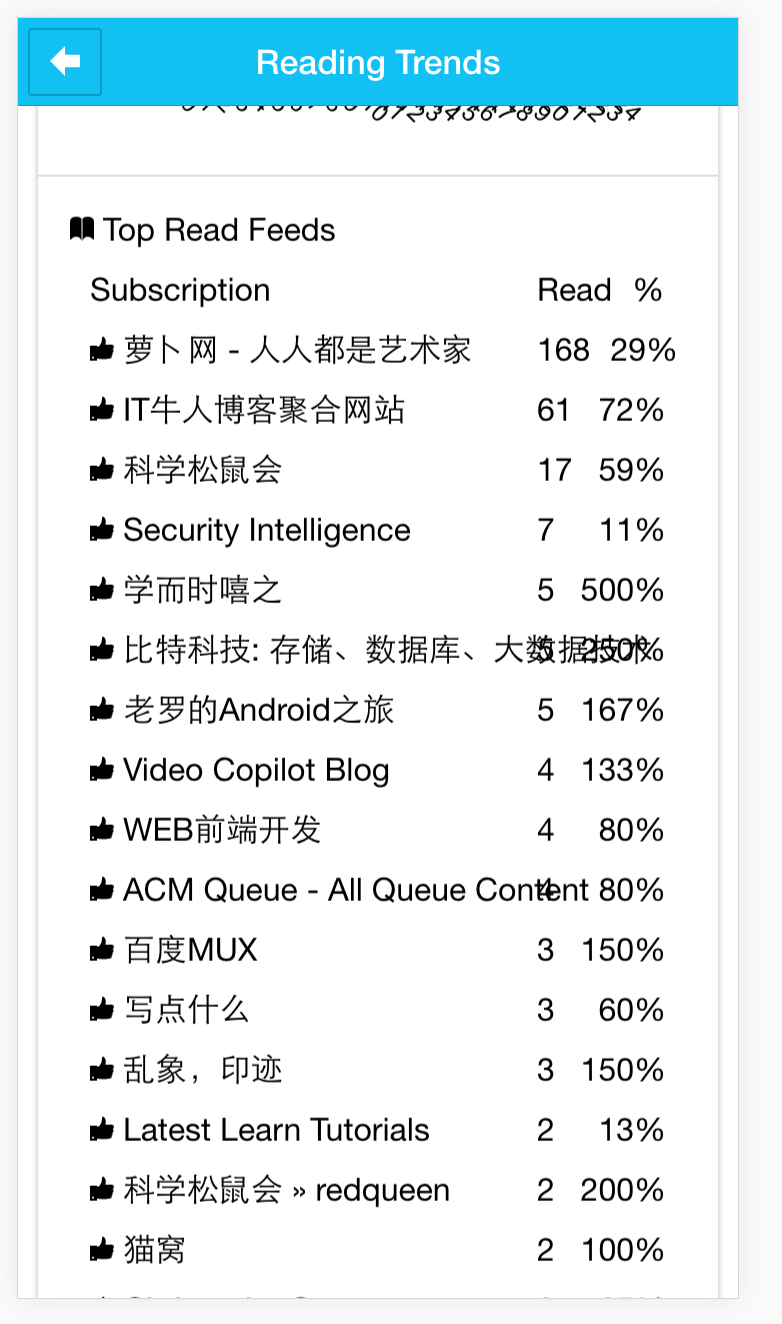 Reading Trends
Top Read Feeds
Subscription Read %
萝卜网 - 人人都是艺术家 168 29%
IT牛人博客聚合网站 61 72%
科学松鼠会 17 59%
Security Intelligence 7 11%
学而时嘻之 5 500%
比特科技: 存储、数据库、大数据技术 5 250%
老罗的Android之旅 5 167%
Video Copilot Blog 4 133%
WEB前端开发 4 80%
ACM Queue - All Queue Content 4 80%
百度MUX 3 150%
写点什么 3 60%
乱象，印迹 3 150%
Latest Learn Tutorials 2 13%
科学松鼠会 » redqueen 2 200%
猫窝 2 100%